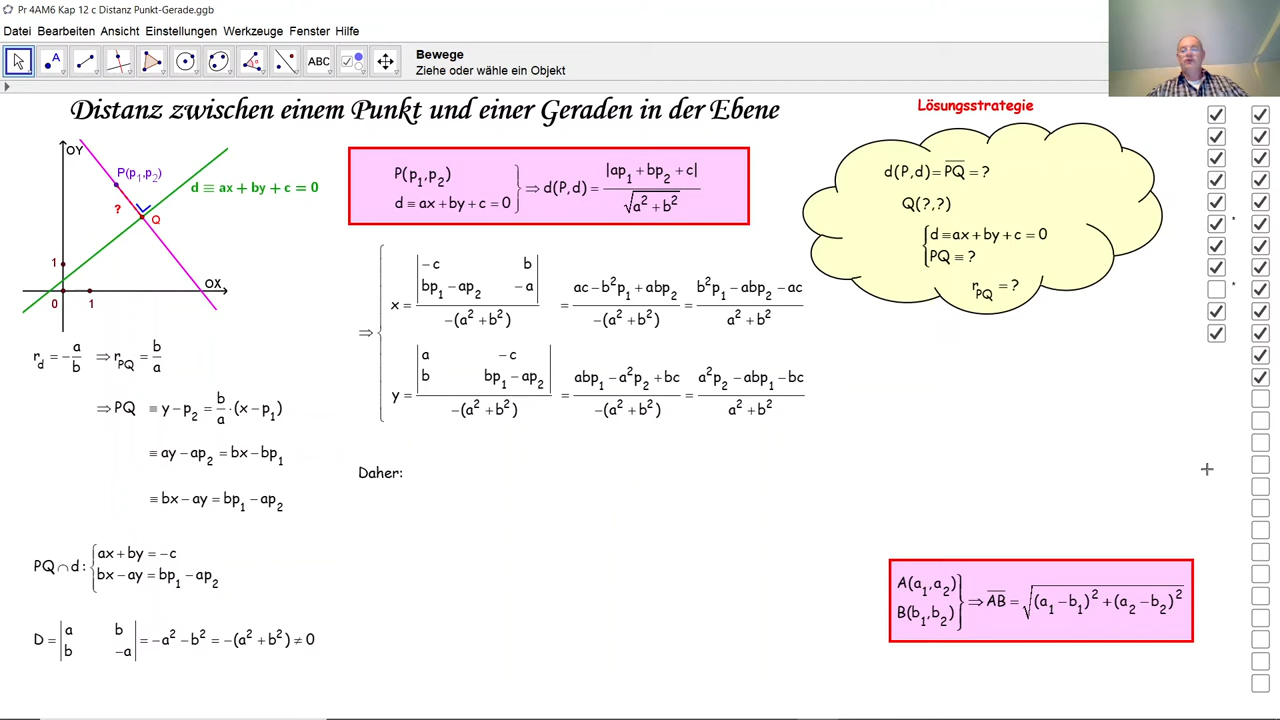 Pr 4AM6 Kap 12 c Distanz Punkt-Gerade.ggb
Datei Bearbeiten Ansicht Einstellungen Werkzeuge Fenster Hilfe
A
ABC
Bewege
Ziehe oder wähle ein Objekt
Distanz zwischen einem Punkt und einer Geraden in der Ebene
Lösungsstrategie
OY
P(p₁,p₂)
d ≡ ax + by + c = 0
?
Q
1
OX
0
1
P(p₁,p₂)
d ≡ ax + by + c = 0 } ⇒ d(P,d) = |ap₁ + bp₂ + c| / √(a² + b²)
d(P,d) = P̅Q̅ = ?
Q(?,?)
{ d ≡ ax + by + c = 0
PQ ≡ ?
r_PQ = ?
*
*
⇒ { x = | −c b ; bp₁ − ap₂ −a | / −(a² + b²) = (ac − b²p₁ + abp₂) / −(a² + b²) = (b²p₁ − abp₂ − ac) / (a² + b²)
y = | a −c ; b bp₁ − ap₂ | / −(a² + b²) = (abp₁ − a²p₂ + bc) / −(a² + b²) = (a²p₂ − abp₁ − bc) / (a² + b²)
r_d = − a/b ⇒ r_PQ = b/a
⇒ PQ ≡ y − p₂ = b/a · (x − p₁)
≡ ay − ap₂ = bx − bp₁
≡ bx − ay = bp₁ − ap₂
Daher:
PQ ∩ d : { ax + by = −c
bx − ay = bp₁ − ap₂
D = | a b ; b −a | = −a² − b² = −(a² + b²) ≠ 0
A(a₁,a₂)
B(b₁,b₂) } ⇒ A̅B̅ = √((a₁ − b₁)² + (a₂ − b₂)²)